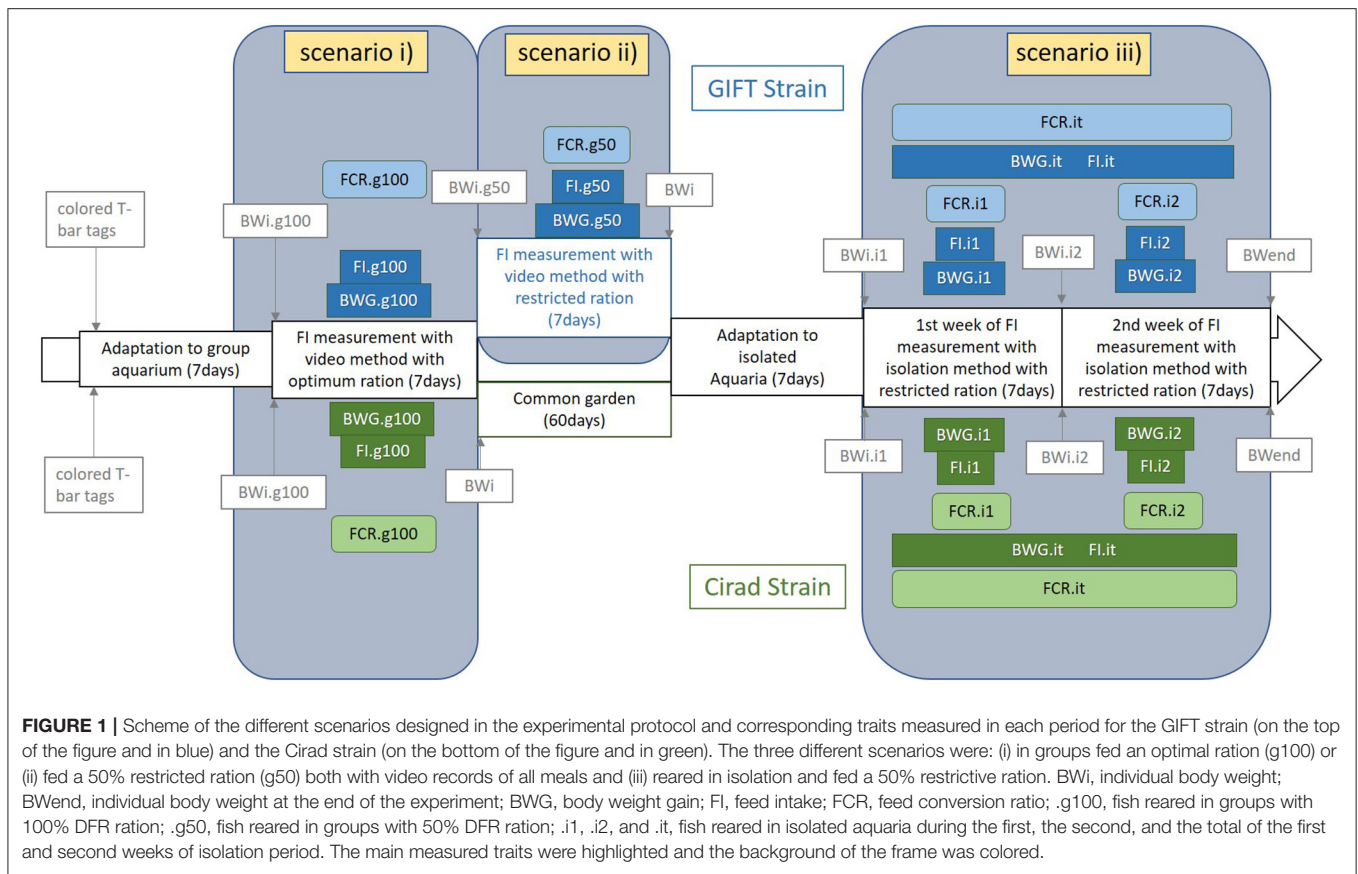 scenario i)
scenario ii)
scenario iii)
GIFT Strain
FCR.it
BWG.it FI.it
FCR.g50
FI.g50
BWG.g50
BWi.g50
BWi
FCR.g100
FI.g100
BWG.g100
BWi.g100
colored T-
bar tags
FCR.i1
FI.i1
BWG.i1
FCR.i2
FI.i2
BWG.i2
BWi.i1
BWi.i2
BWend
Adaptation to group
aquarium (7days)
FI measurement with
video method with
optimum ration (7days)
FI measurement with
video method with
restricted ration
(7days)
Common garden
(60days)
Adaptation to
isolated
Aquaria (7days)
1st week of FI
measurement with
isolation method with
restricted ration (7days)
2nd week of FI
measurement with
isolation method with
restricted ration (7days)
colored T-
bar tags
BWi.g100
BWG.g100
FI.g100
FCR.g100
BWi
BWi.i1
BWG.i1
FI.i1
FCR.i1
BWi.i2
BWG.i2
FI.i2
FCR.i2
BWend
BWG.it FI.it
FCR.it
Cirad Strain
FIGURE 1 | Scheme of the different scenarios designed in the experimental protocol and corresponding traits measured in each period for the GIFT strain (on the top
of the figure and in blue) and the Cirad strain (on the bottom of the figure and in green). The three different scenarios were: (i) in groups fed an optimal ration (g100) or
(ii) fed a 50% restricted ration (g50) both with video records of all meals and (iii) reared in isolation and fed a 50% restrictive ration. BWi, individual body weight;
BWend, individual body weight at the end of the experiment; BWG, body weight gain; FI, feed intake; FCR, feed conversion ratio; .g100, fish reared in groups with
100% DFR ration; .g50, fish reared in groups with 50% DFR ration; .i1, .i2, and .it, fish reared in isolated aquaria during the first, the second, and the total of the first
and second weeks of isolation period. The main measured traits were highlighted and the background of the frame was colored.